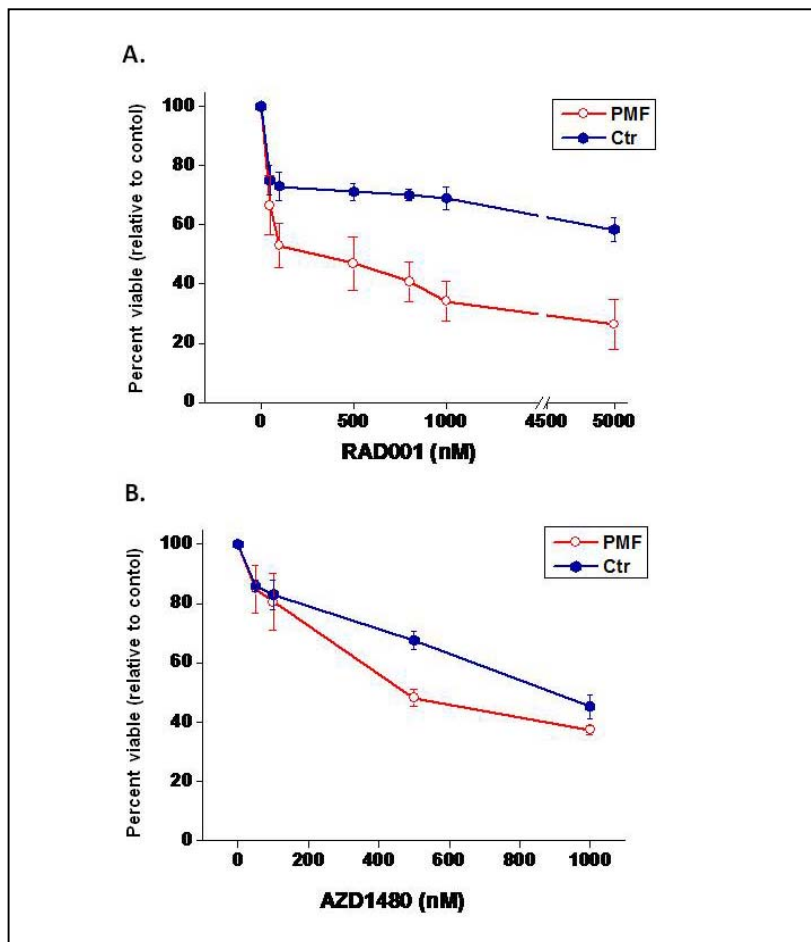 A.
Percent viable (relative to contol)
100
80
60
40
20
0
PMF
Ctr
0 500 1000 4500 5000
RAD001 (nM)
B.
Percent viable (relative to contol)
100
80
60
40
20
0
PMF
Ctr
0 200 400 600 800 1000
AZD1480 (nM)